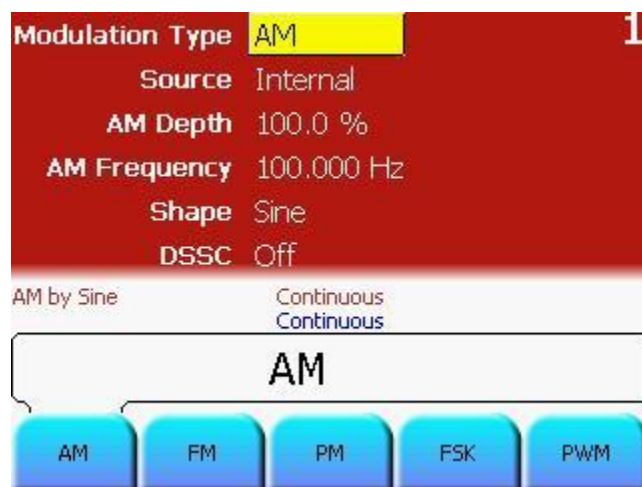 Modulation Type AM 1
Source Internal
AM Depth 100.0 %
AM Frequency 100.000 Hz
Shape Sine
DSSC Off
AM by Sine Continuous
Continuous
AM
AM FM PM FSK PWM